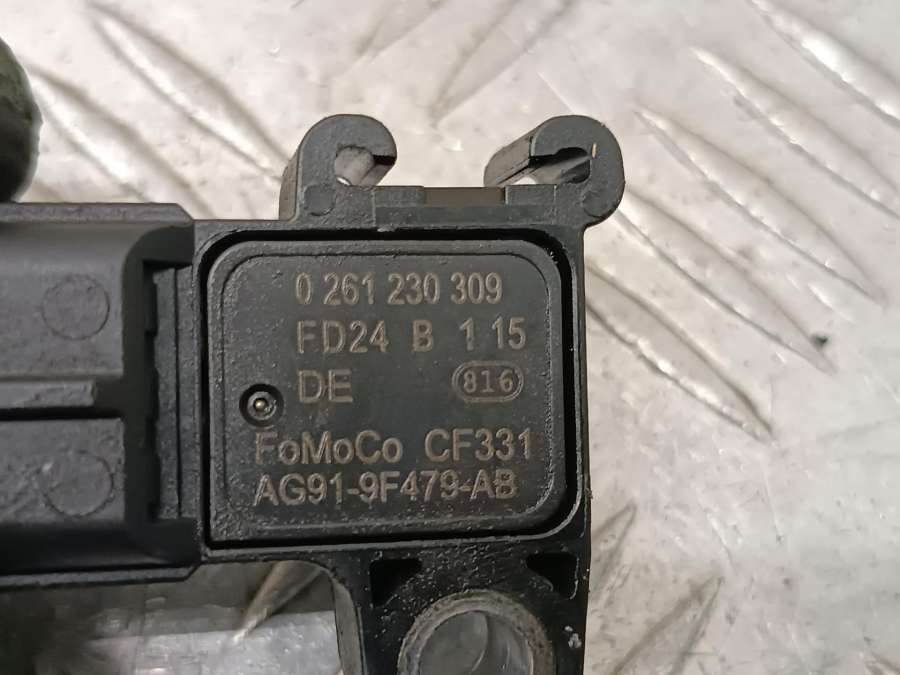 0 261 230 309
FD24 B 1 15
DE 816
FoMoCo CF331
AG91-9F479-AB